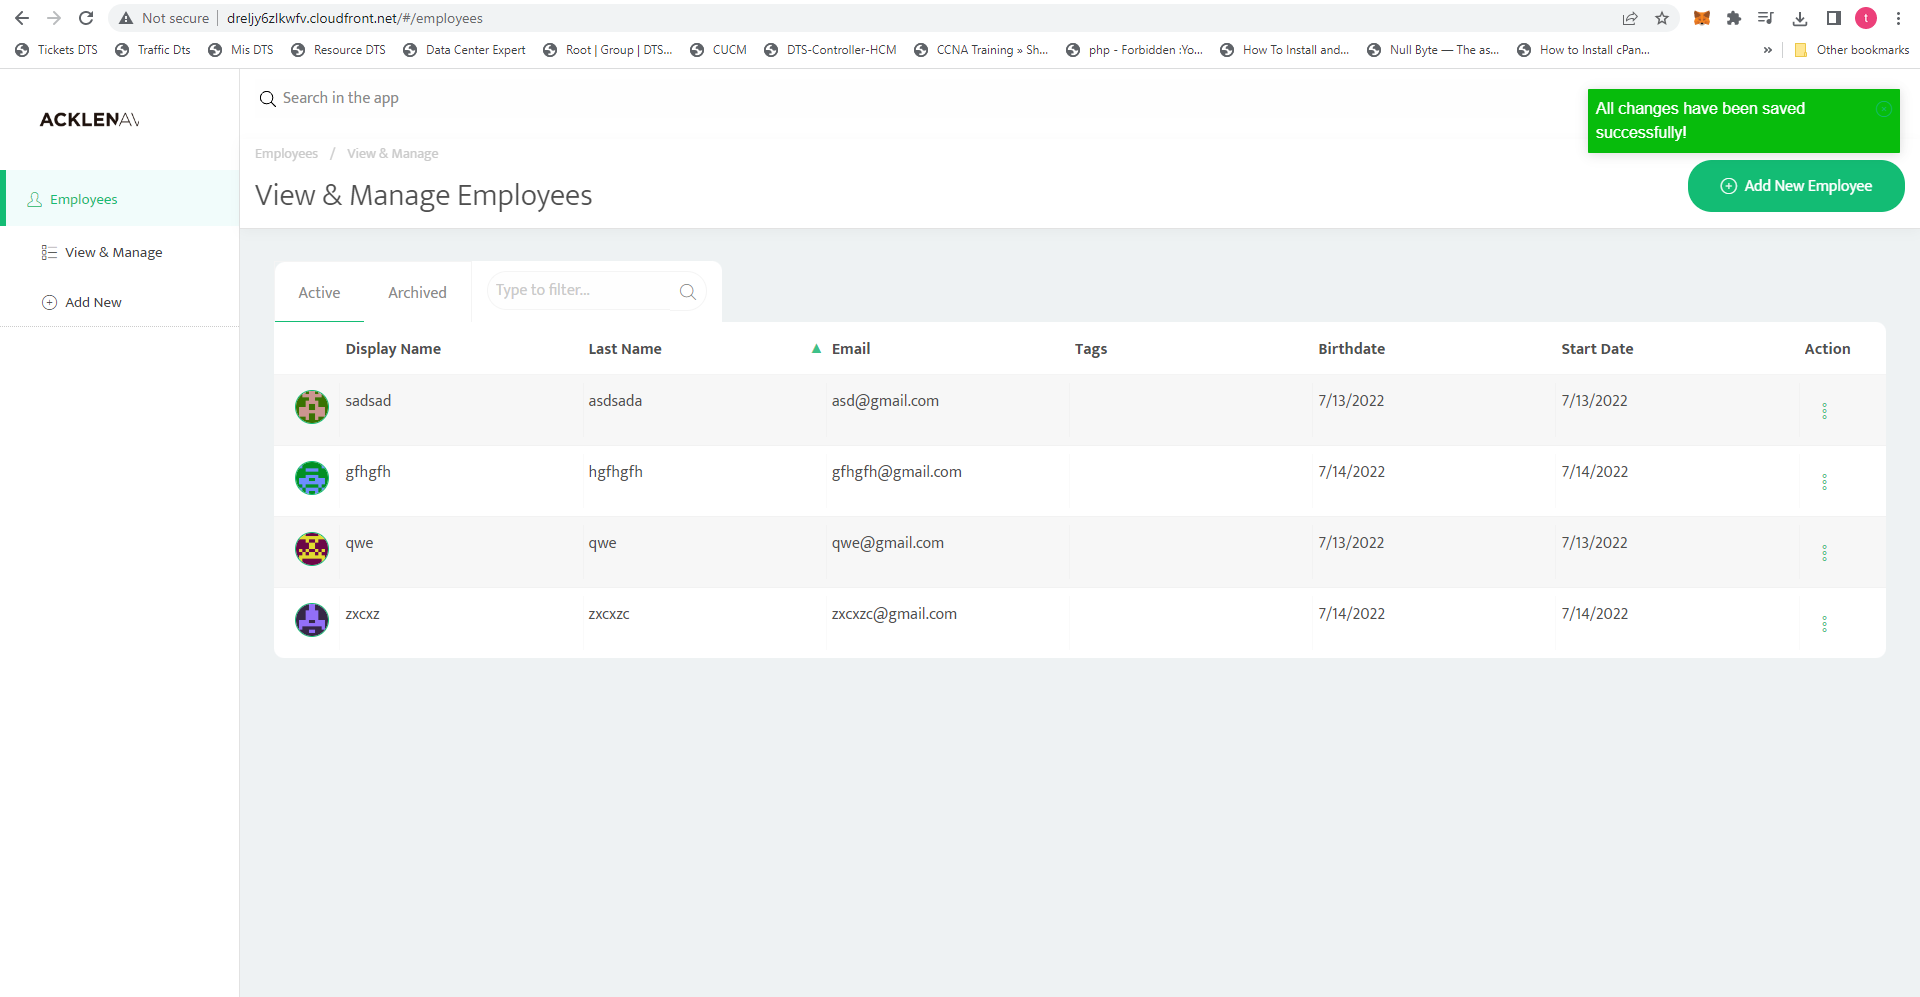 Not secure dreljy6zlkwfv.cloudfront.net/#/employees t
Tickets DTS Traffic Dts Mis DTS Resource DTS Data Center Expert Root | Group | DTS... CUCM DTS-Controller-HCM CCNA Training » Sh... php - Forbidden :Yo... How To Install and... Null Byte — The as... How to Install cPan... » Other bookmarks
ACKLENAV
Search in the app
All changes have been saved
successfully!
Employees / View & Manage
View & Manage Employees
Add New Employee
Employees
View & Manage
Add New
Active Archived Type to filter...
Display Name Last Name Email Tags Birthdate Start Date Action
sadsad asdsada asd@gmail.com 7/13/2022 7/13/2022
gfhgfh hgfhgfh gfhgfh@gmail.com 7/14/2022 7/14/2022
qwe qwe qwe@gmail.com 7/13/2022 7/13/2022
zxcxz zxcxzc zxcxzc@gmail.com 7/14/2022 7/14/2022